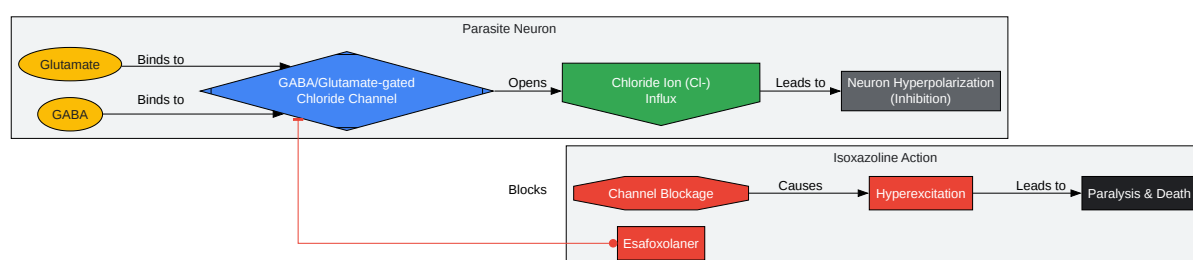 Parasite Neuron
Glutamate
Binds to
GABA
Binds to
GABA/Glutamate-gated
Chloride Channel
Opens
Chloride Ion (Cl-)
Influx
Leads to
Neuron Hyperpolarization
(Inhibition)
Isoxazoline Action
Blocks
Channel Blockage
Causes
Hyperexcitation
Leads to
Paralysis & Death
Esafoxolaner